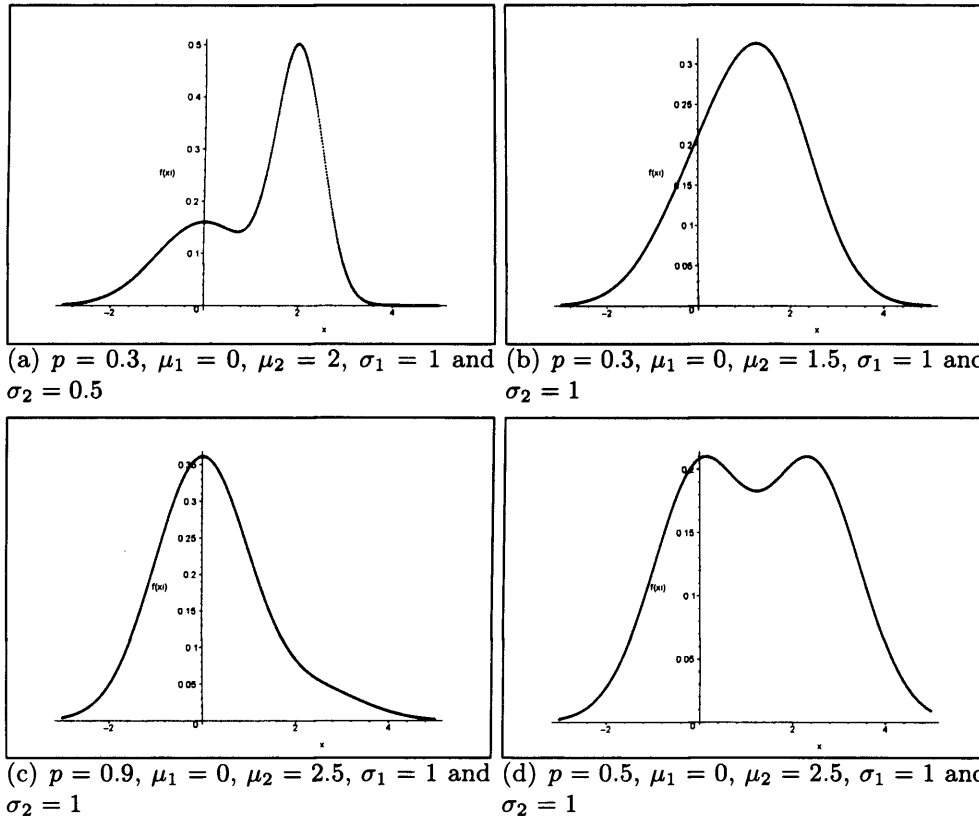 0.5
0.4
0.3
f(xi)
0.2
0.1
-2
0
2
4
x
0.3
0.25
0.2
f(xi)
0.15
0.1
0.05
-2
0
2
4
x
(a) p = 0.3, μ₁ = 0, μ₂ = 2, σ₁ = 1 and
σ₂ = 0.5
(b) p = 0.3, μ₁ = 0, μ₂ = 1.5, σ₁ = 1 and
σ₂ = 1
0.35
0.3
0.25
0.2
f(xi)
0.15
0.1
0.05
-2
0
2
4
x
0.2
0.15
f(xi)
0.1
0.05
-2
0
2
4
x
(c) p = 0.9, μ₁ = 0, μ₂ = 2.5, σ₁ = 1 and
σ₂ = 1
(d) p = 0.5, μ₁ = 0, μ₂ = 2.5, σ₁ = 1 and
σ₂ = 1